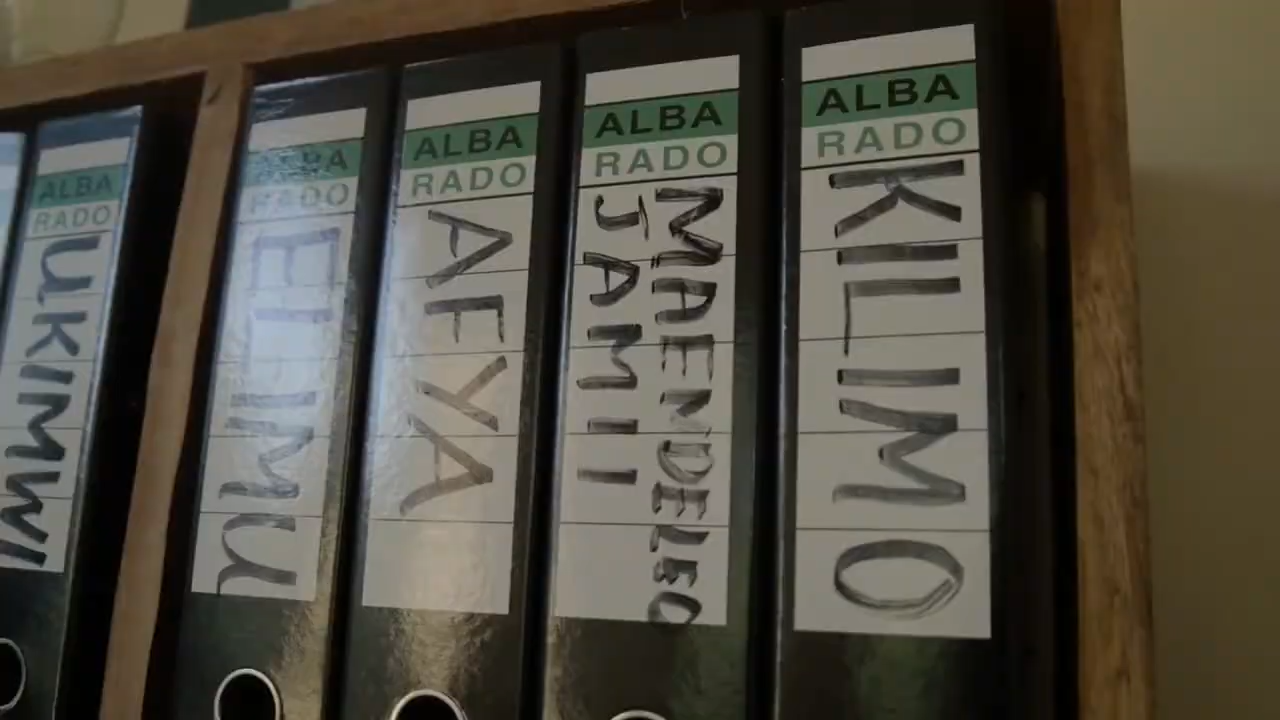 ALBA
RADO
UKIMWI
ALBA
RADO
ELIMU
ALBA
RADO
AFYA
ALBA
RADO
MAENDELEO
JAMII
ALBA
RADO
KILIMO